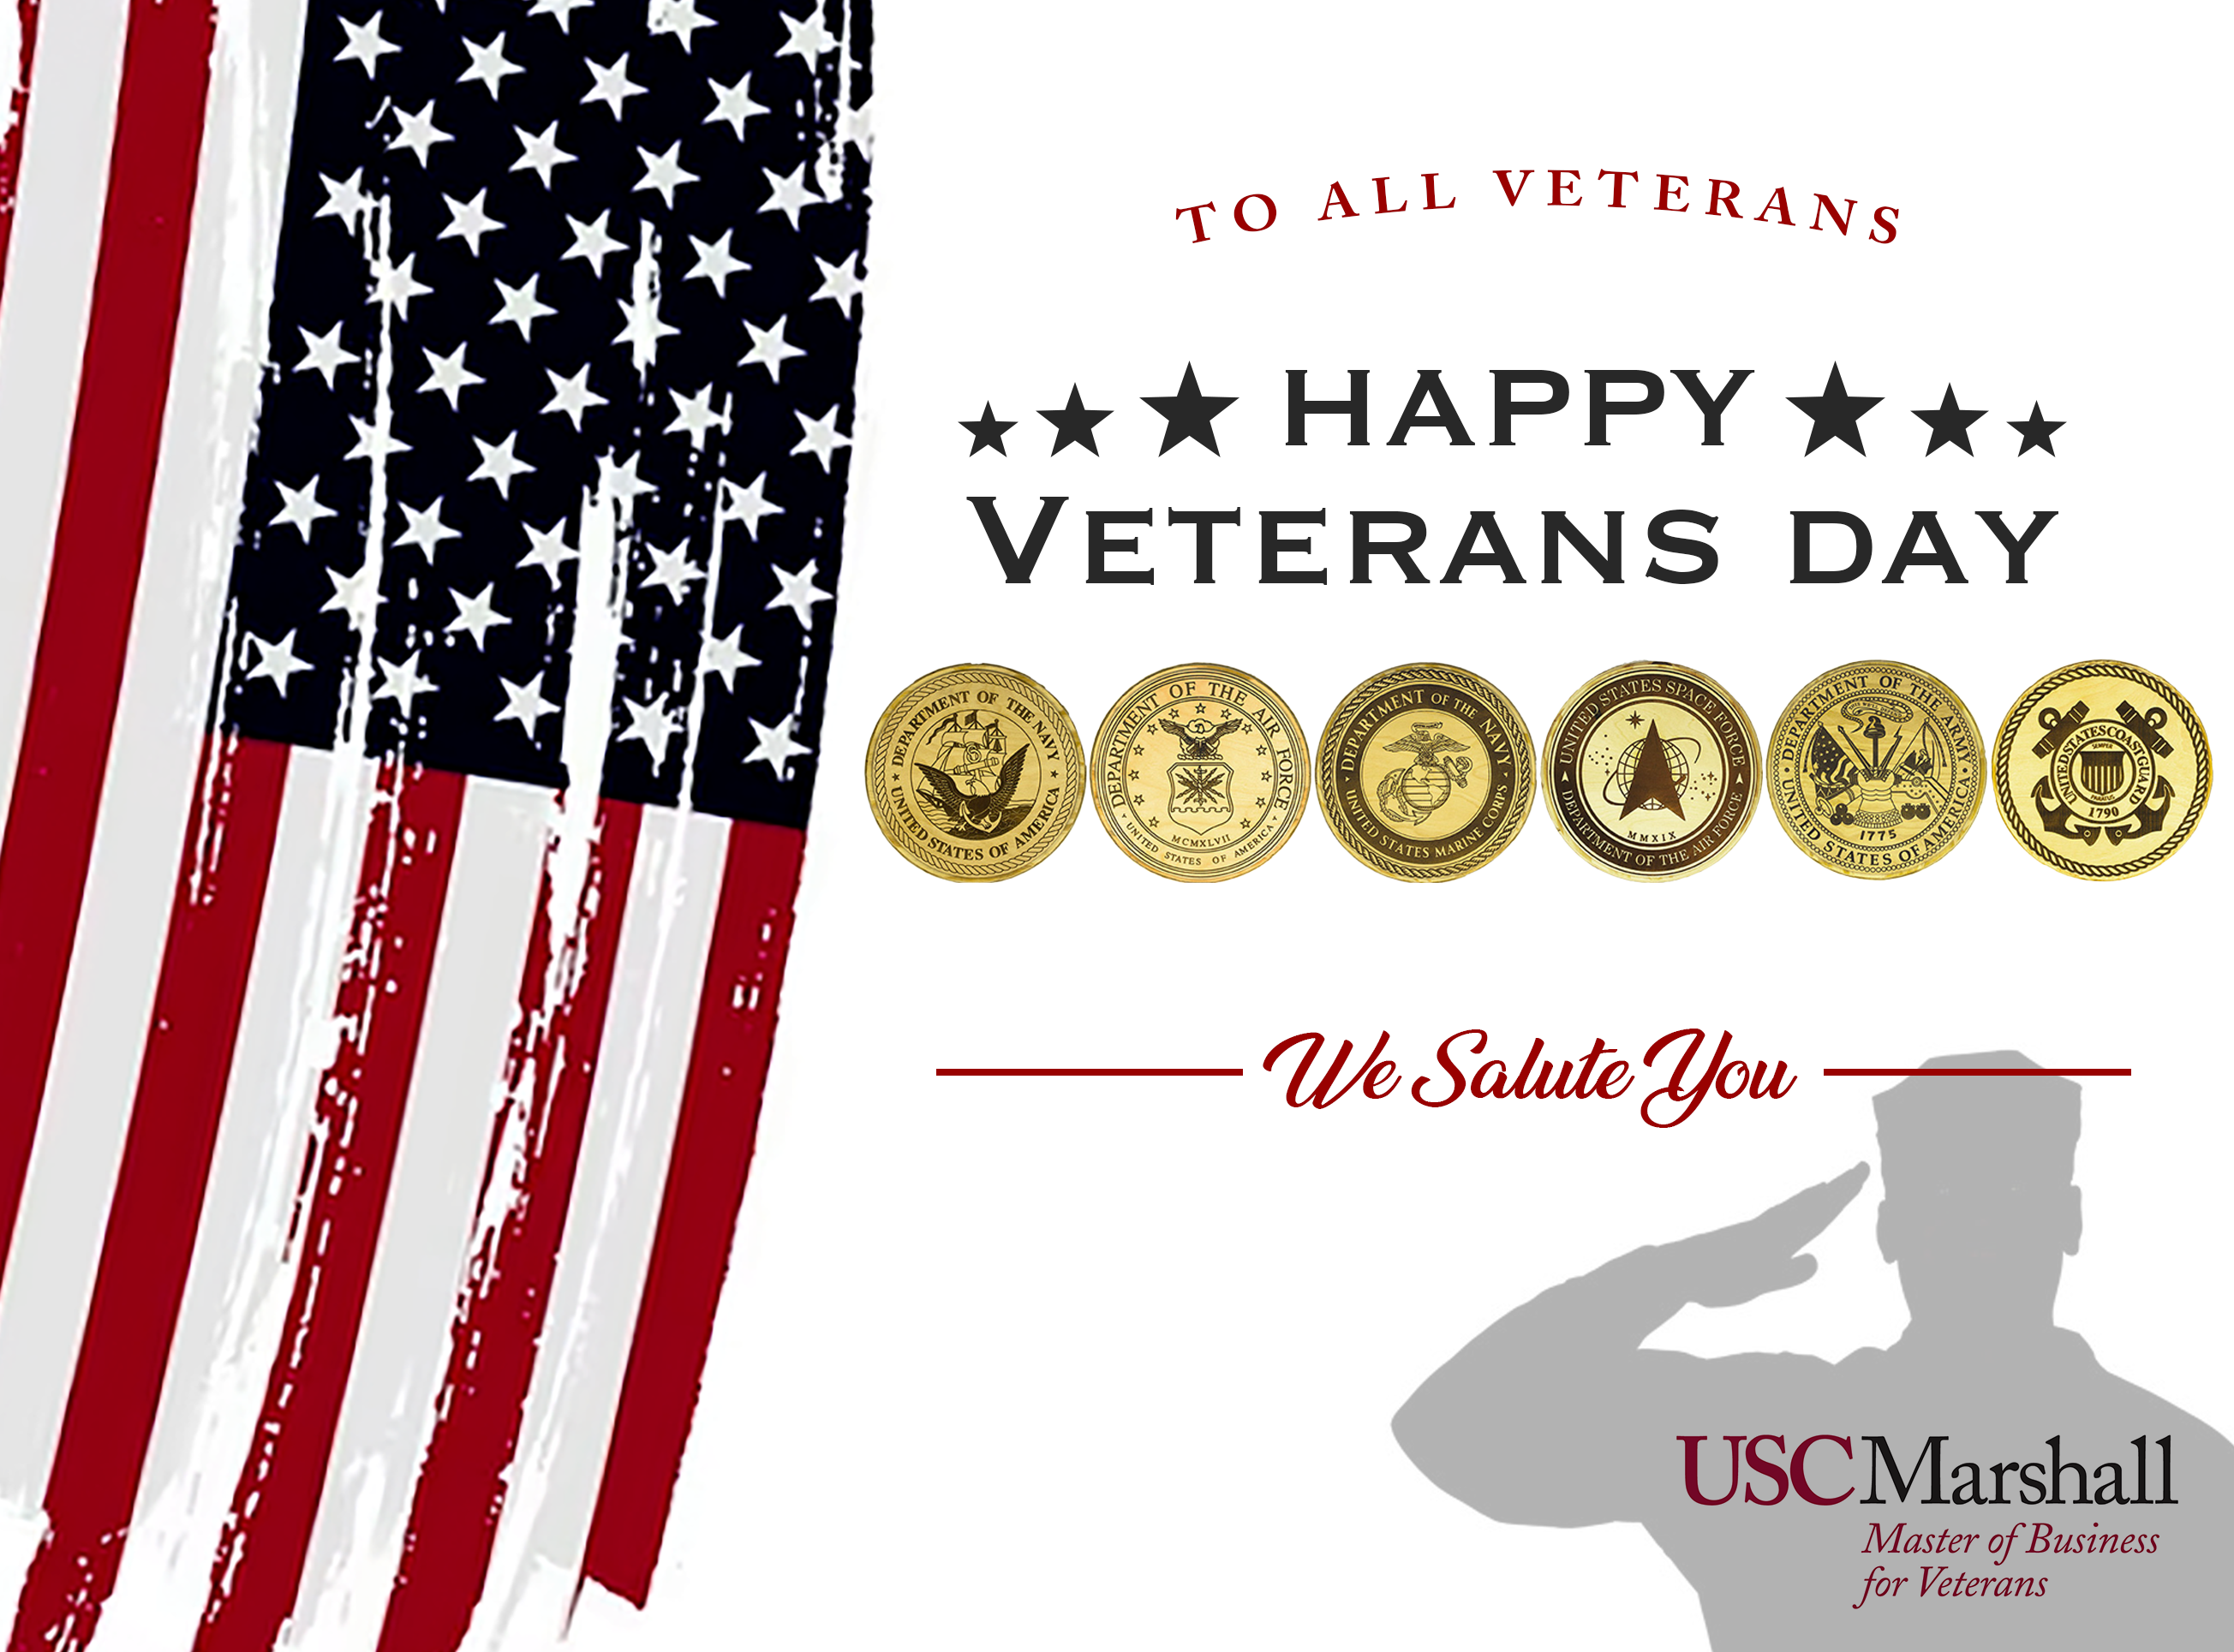 TO ALL VETERANS
HAPPY
VETERANS DAY
DEPARTMENT OF THE NAVY
UNITED STATES OF AMERICA
DEPARTMENT OF THE AIR FORCE
MCMXLVII
UNITED STATES OF AMERICA
DEPARTMENT OF THE NAVY
UNITED STATES MARINE CORPS
UNITED STATES SPACE FORCE
MMXIX
DEPARTMENT OF THE AIR FORCE
DEPARTMENT OF THE ARMY
1775
UNITED STATES OF AMERICA
UNITED STATES COAST GUARD
SEMPER
PARATUS
1790
We Salute You
USC Marshall
Master of Business
for Veterans